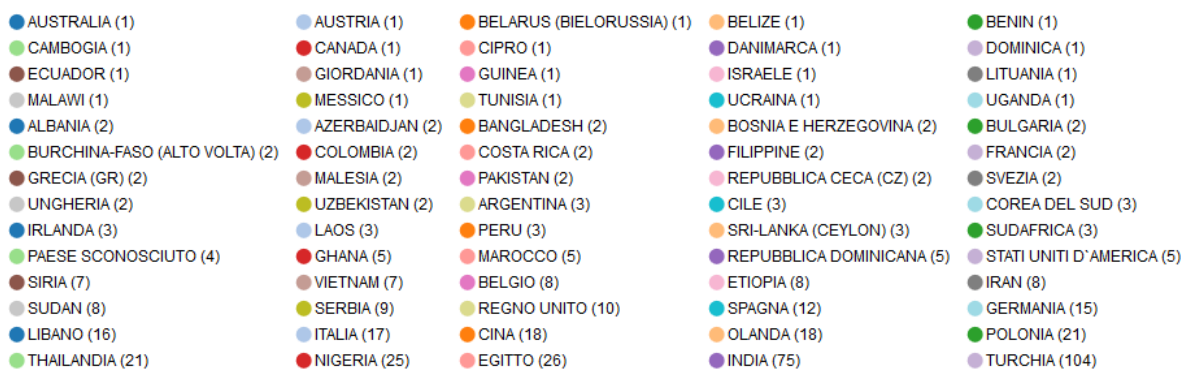 AUSTRALIA (1) AUSTRIA (1) BELARUS (BIELORUSSIA) (1) BELIZE (1) BENIN (1)
CAMBOGIA (1) CANADA (1) CIPRO (1) DANIMARCA (1) DOMINICA (1)
ECUADOR (1) GIORDANIA (1) GUINEA (1) ISRAELE (1) LITUANIA (1)
MALAWI (1) MESSICO (1) TUNISIA (1) UCRAINA (1) UGANDA (1)
ALBANIA (2) AZERBAIDJAN (2) BANGLADESH (2) BOSNIA E HERZEGOVINA (2) BULGARIA (2)
BURCHINA-FASO (ALTO VOLTA) (2) COLOMBIA (2) COSTA RICA (2) FILIPPINE (2) FRANCIA (2)
GRECIA (GR) (2) MALESIA (2) PAKISTAN (2) REPUBBLICA CECA (CZ) (2) SVEZIA (2)
UNGHERIA (2) UZBEKISTAN (2) ARGENTINA (3) CILE (3) COREA DEL SUD (3)
IRLANDA (3) LAOS (3) PERU (3) SRI-LANKA (CEYLON) (3) SUDAFRICA (3)
PAESE SCONOSCIUTO (4) GHANA (5) MAROCCO (5) REPUBBLICA DOMINICANA (5) STATI UNITI D`AMERICA (5)
SIRIA (7) VIETNAM (7) BELGIO (8) ETIOPIA (8) IRAN (8)
SUDAN (8) SERBIA (9) REGNO UNITO (10) SPAGNA (12) GERMANIA (15)
LIBANO (16) ITALIA (17) CINA (18) OLANDA (18) POLONIA (21)
THAILANDIA (21) NIGERIA (25) EGITTO (26) INDIA (75) TURCHIA (104)